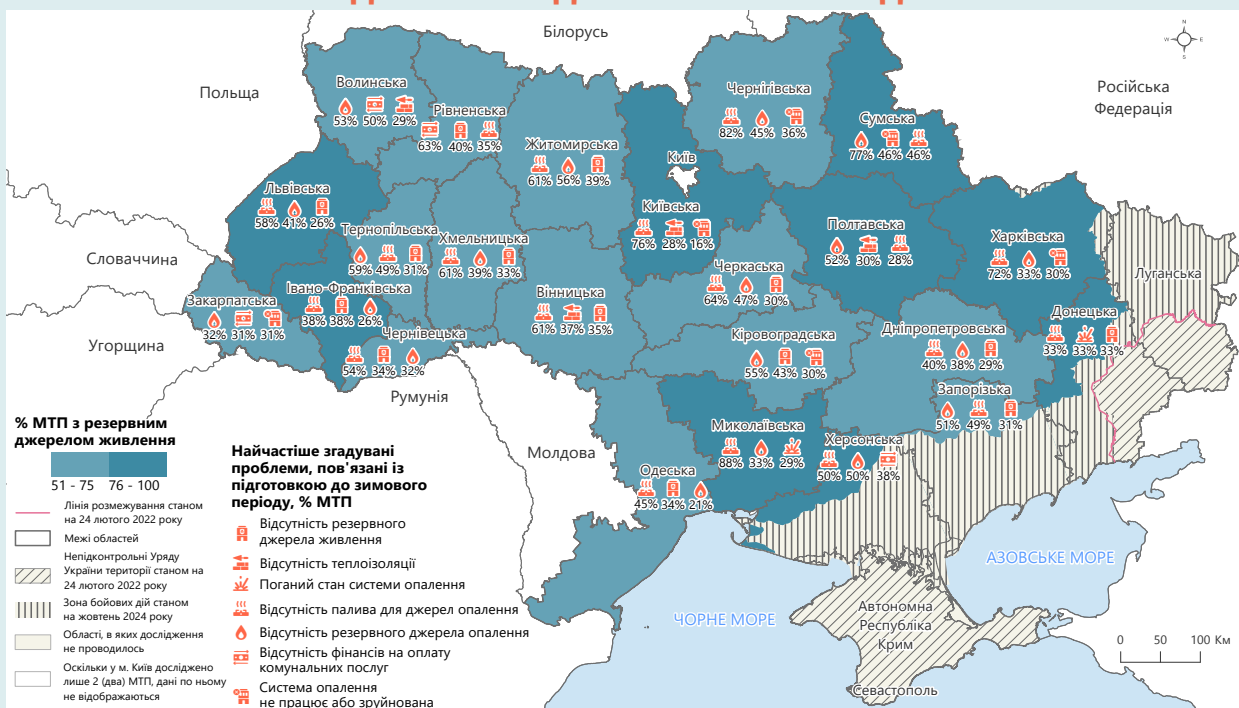 Білорусь
Польща
Російська
Федерація
Словаччина
Угорщина
Румунія
Молдова
Волинська
53% 50% 29%
Рівненська
63% 40% 35%
Житомирська
61% 56% 39%
Чернігівська
82% 45% 36%
Сумська
77% 46% 46%
Київ
Київська
76% 28% 16%
Львівська
58% 41% 26%
Тернопільська
59% 49% 31%
Хмельницька
61% 39% 33%
Полтавська
52% 30% 28%
Харківська
72% 33% 30%
Луганська
Черкаська
64% 47% 30%
Закарпатська
32% 31% 31%
Івано-Франківська
38% 38% 26%
Вінницька
61% 37% 35%
Чернівецька
54% 34% 32%
Кіровоградська
55% 43% 30%
Дніпропетровська
40% 38% 29%
Донецька
33% 33% 33%
Запорізька
51% 49% 31%
Миколаївська
88% 33% 29%
Херсонська
50% 50% 38%
Одеська
45% 34% 21%
АЗОВСЬКЕ МОРЕ
ЧОРНЕ МОРЕ
Автономна
Республіка
Крим
Севастополь
N
W E
S
0 50 100 Км
% МТП з резервним
джерелом живлення
51 - 75 76 - 100
Лінія розмежування станом
на 24 лютого 2022 року
Межі областей
Непідконтрольні Уряду
України території станом на
24 лютого 2022 року
Зона бойових дій станом
на жовтень 2024 року
Області, в яких дослідження
не проводилось
Оскільки у м. Київ досліджено
лише 2 (два) МТП, дані по ньому
не відображаються
Найчастіше згадувані
проблеми, пов'язані із
підготовкою до зимового
періоду, % МТП
Відсутність резервного
джерела живлення
Відсутність теплоізоляції
Поганий стан системи опалення
Відсутність палива для джерел опалення
Відсутність резервного джерела опалення
Відсутність фінансів на оплату
комунальних послуг
Система опалення
не працює або зруйнована